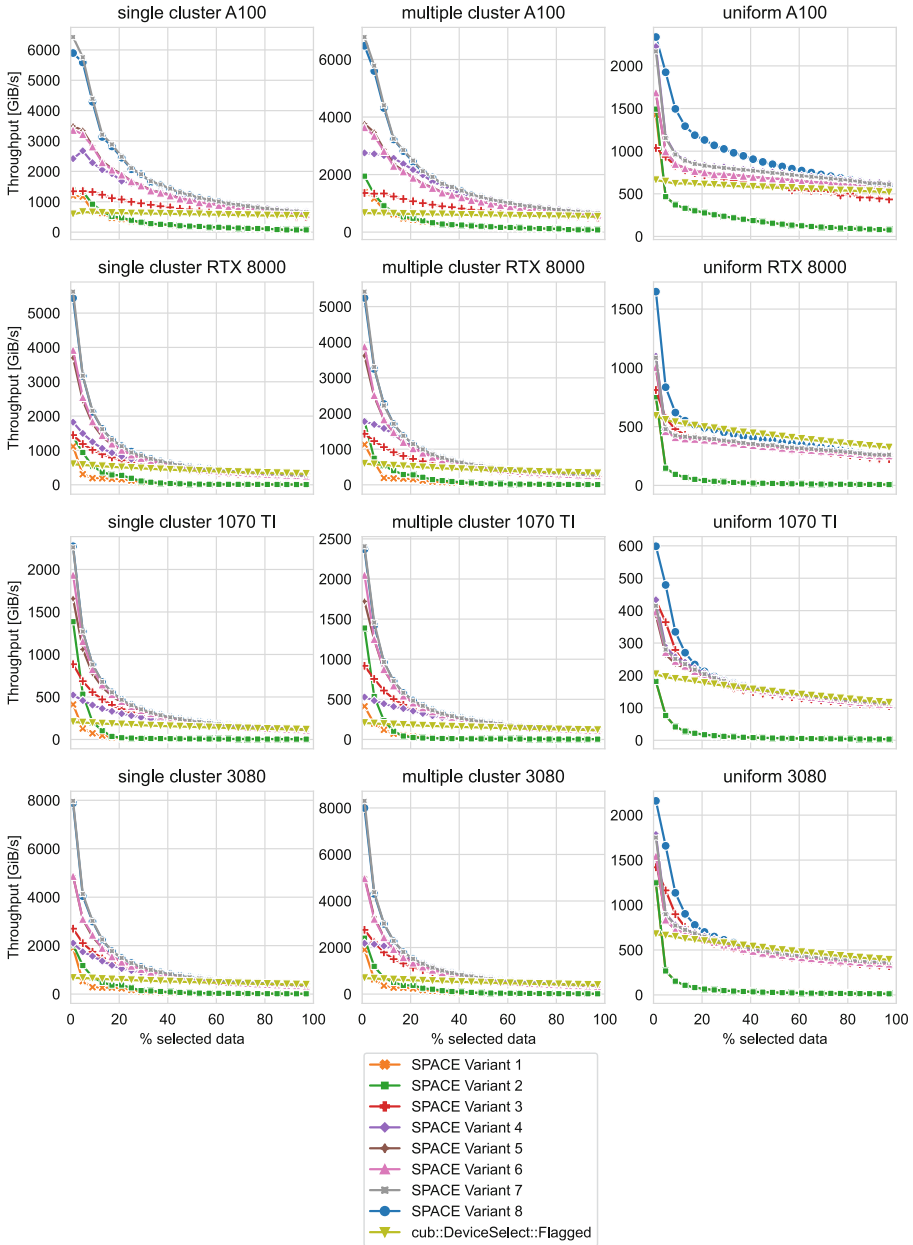 single cluster A100
multiple cluster A100
uniform A100
Throughput [GiB/s]
6000
5000
4000
3000
2000
1000
0
6000
4000
2000
0
2000
1500
1000
500
0
single cluster RTX 8000
multiple cluster RTX 8000
uniform RTX 8000
Throughput [GiB/s]
5000
4000
3000
2000
1000
0
5000
4000
3000
2000
1000
0
1500
1000
500
0
single cluster 1070 TI
multiple cluster 1070 TI
uniform 1070 TI
Throughput [GiB/s]
2000
1500
1000
500
0
2500
2000
1500
1000
500
0
600
500
400
300
200
100
0
single cluster 3080
multiple cluster 3080
uniform 3080
Throughput [GiB/s]
8000
6000
4000
2000
0
8000
6000
4000
2000
0
2000
1500
1000
500
0
0 20 40 60 80 100
0 20 40 60 80 100
0 20 40 60 80 100
% selected data
% selected data
% selected data
SPACE Variant 1
SPACE Variant 2
SPACE Variant 3
SPACE Variant 4
SPACE Variant 5
SPACE Variant 6
SPACE Variant 7
SPACE Variant 8
cub::DeviceSelect::Flagged